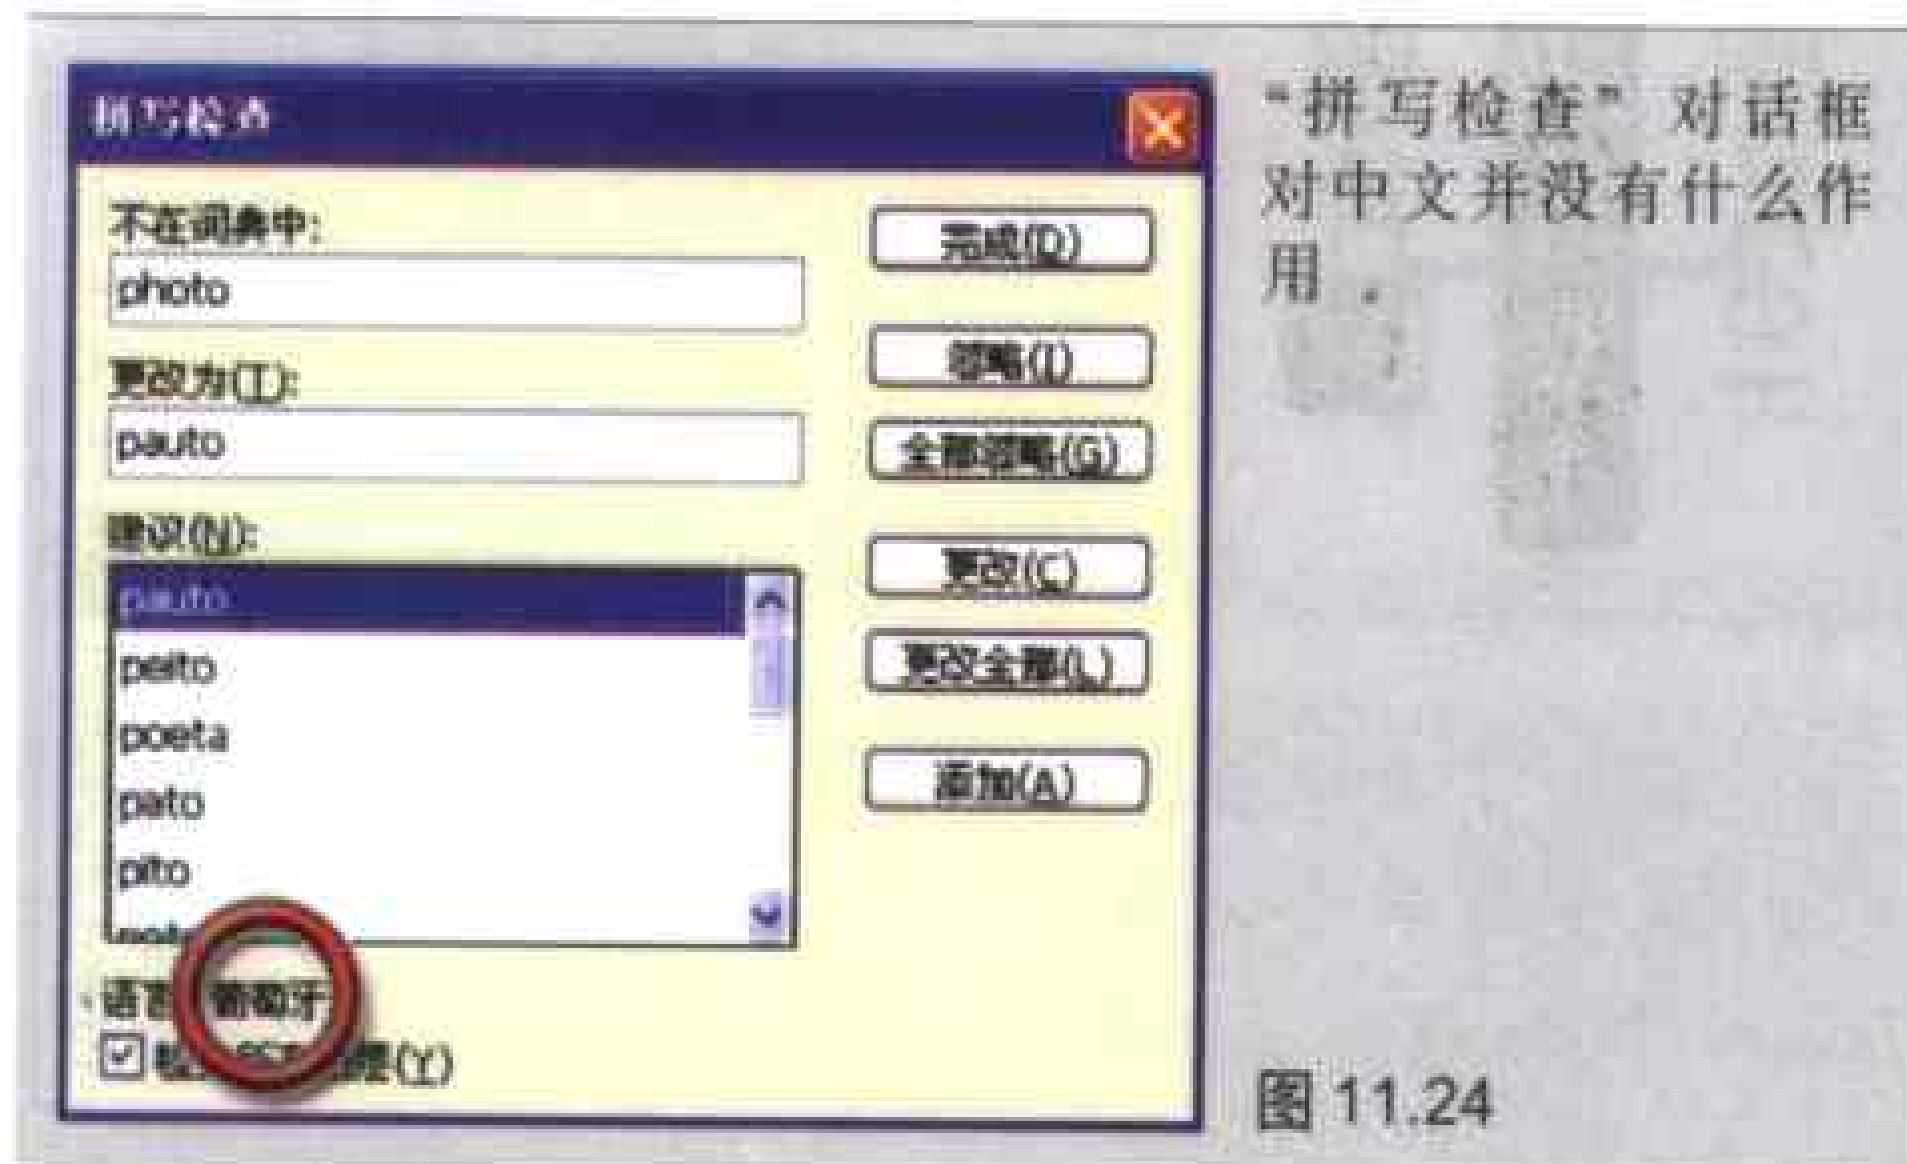 拼写检查
不在词典中:
photo
更改为(T):
pauto
建议(N):
pauto
peito
poeta
pato
pito
语言
葡萄牙
(Y)
完成(D)
忽略(I)
全部忽略(G)
更改(C)
更改全部(L)
添加(A)
“拼写检查”对话框
对中文并没有什么作
用.
图 11.24